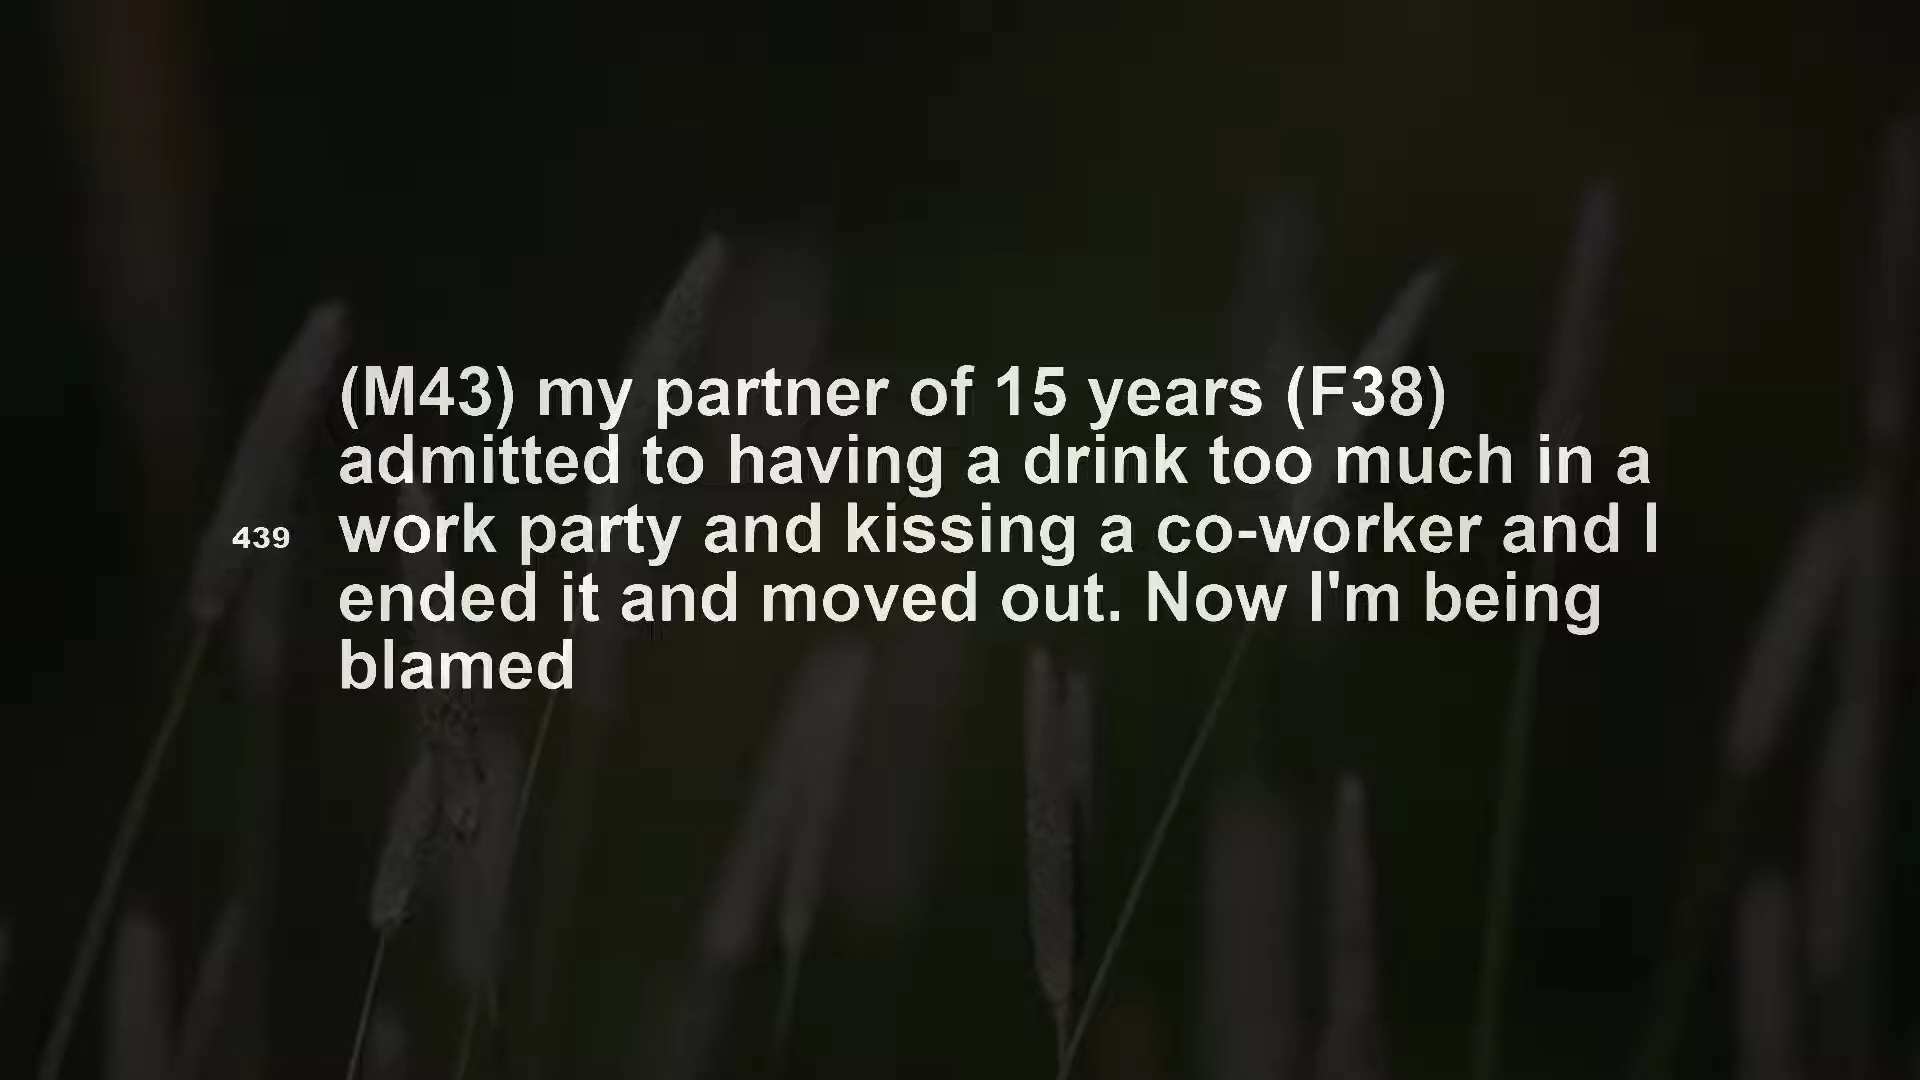 (M43) my partner of 15 years (F38)
admitted to having a drink too much in a
439 work party and kissing a co-worker and I
ended it and moved out. Now I'm being
blamed